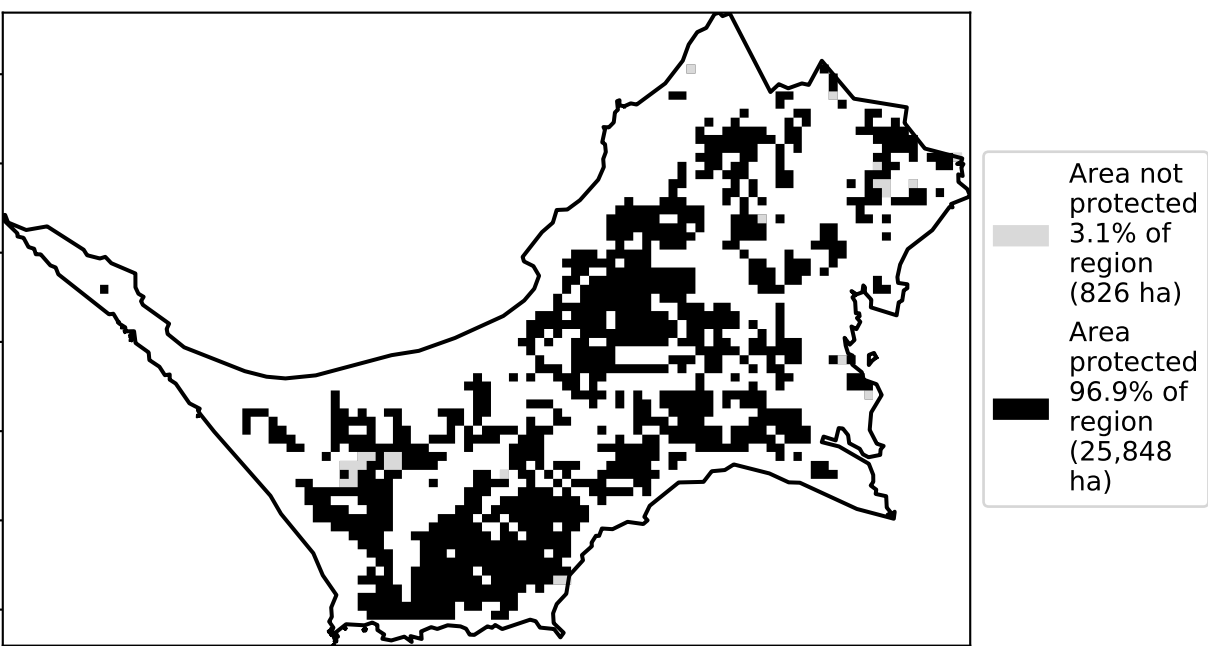 Area not
protected
3.1% of
region
(826 ha)
Area
protected
96.9% of
region
(25,848
ha)